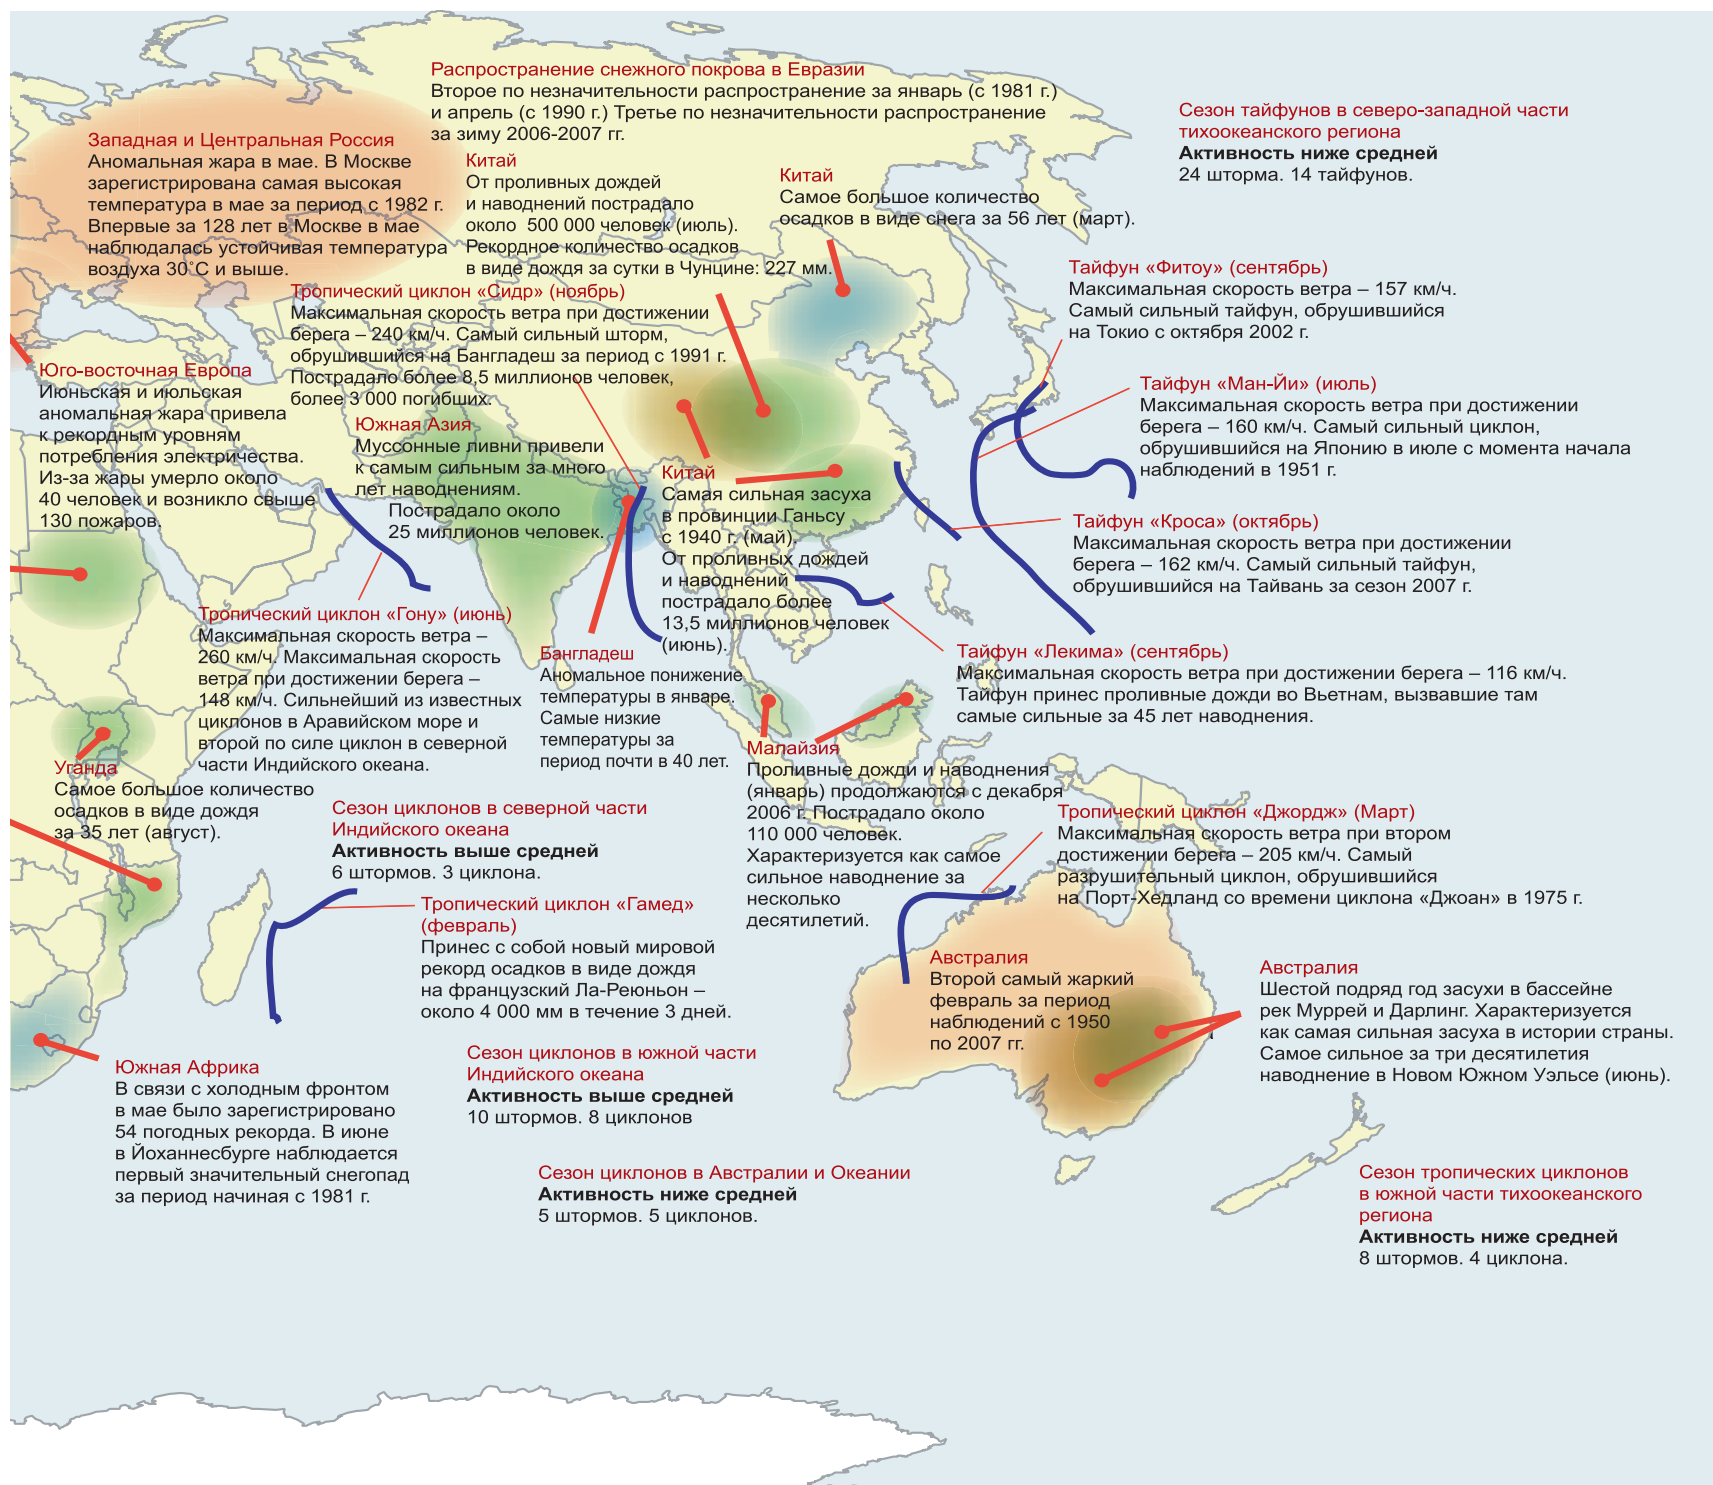 Распространение снежного покрова в Евразии
Второе по незначительности распространение за январь (с 1981 г.)
и апрель (с 1990 г.) Третье по незначительности распространение
за зиму 2006-2007 гг.
Сезон тайфунов в северо-западной части
тихоокеанского региона
Активность ниже средней
24 шторма. 14 тайфунов.
Западная и Центральная Россия
Аномальная жара в мае. В Москве
зарегистрирована самая высокая
температура в мае за период с 1982 г.
Впервые за 128 лет в Москве в мае
наблюдалась устойчивая температура
воздуха 30˚С и выше.
Китай
От проливных дождей
и наводнений пострадало
около 500 000 человек (июль).
Рекордное количество осадков
в виде дождя за сутки в Чунцине: 227 мм.
Китай
Самое большое количество
осадков в виде снега за 56 лет (март).
Тайфун «Фитоу» (сентябрь)
Максимальная скорость ветра – 157 км/ч.
Самый сильный тайфун, обрушившийся
на Токио с октября 2002 г.
Тропический циклон «Сидр» (ноябрь)
Максимальная скорость ветра при достижении
берега – 240 км/ч. Самый сильный шторм,
обрушившийся на Бангладеш за период с 1991 г.
Пострадало более 8,5 миллионов человек,
более 3 000 погибших.
Юго-восточная Европа
Июньская и июльская
аномальная жара привела
к рекордным уровням
потребления электричества.
Из-за жары умерло около
40 человек и возникло свыше
130 пожаров.
Тайфун «Ман-Йи» (июль)
Максимальная скорость ветра при достижении
берега – 160 км/ч. Самый сильный циклон,
обрушившийся на Японию в июле с момента начала
наблюдений в 1951 г.
Южная Азия
Муссонные ливни привели
к самым сильным за много
лет наводнениям.
Пострадало около
25 миллионов человек.
Китай
Самая сильная засуха
в провинции Ганьсу
с 1940 г. (май).
От проливных дождей
и наводнений
пострадало более
13,5 миллионов человек
(июнь).
Тайфун «Кроса» (октябрь)
Максимальная скорость ветра при достижении
берега – 162 км/ч. Самый сильный тайфун,
обрушившийся на Тайвань за сезон 2007 г.
Тропический циклон «Гону» (июнь)
Максимальная скорость ветра –
260 км/ч. Максимальная скорость
ветра при достижении берега –
148 км/ч. Сильнейший из известных
циклонов в Аравийском море и
второй по силе циклон в северной
части Индийского океана.
Бангладеш
Аномальное понижение
температуры в январе.
Самые низкие
температуры за
период почти в 40 лет.
Тайфун «Лекима» (сентябрь)
Максимальная скорость ветра при достижении берега – 116 км/ч.
Тайфун принес проливные дожди во Вьетнам, вызвавшие там
самые сильные за 45 лет наводнения.
Уганда
Самое большое количество
осадков в виде дождя
за 35 лет (август).
Малайзия
Проливные дожди и наводнения
(январь) продолжаются с декабря
2006 г. Пострадало около
110 000 человек.
Характеризуется как самое
сильное наводнение за
несколько
десятилетий.
Сезон циклонов в северной части
Индийского океана
Активность выше средней
6 штормов. 3 циклона.
Тропический циклон «Джордж» (Март)
Максимальная скорость ветра при втором
достижении берега – 205 км/ч. Самый
разрушительный циклон, обрушившийся
на Порт-Хедланд со времени циклона «Джоан» в 1975 г.
Тропический циклон «Гамед»
(февраль)
Принес с собой новый мировой
рекорд осадков в виде дождя
на французский Ла-Реюньон –
около 4 000 мм в течение 3 дней.
Австралия
Второй самый жаркий
февраль за период
наблюдений с 1950
по 2007 гг.
Австралия
Шестой подряд год засухи в бассейне
рек Муррей и Дарлинг. Характеризуется
как самая сильная засуха в истории страны.
Самое сильное за три десятилетия
наводнение в Новом Южном Уэльсе (июнь).
Южная Африка
В связи с холодным фронтом
в мае было зарегистрировано
54 погодных рекорда. В июне
в Йоханнесбурге наблюдается
первый значительный снегопад
за период начиная с 1981 г.
Сезон циклонов в южной части
Индийского океана
Активность выше средней
10 штормов. 8 циклонов
Сезон циклонов в Австралии и Океании
Активность ниже средней
5 штормов. 5 циклонов.
Сезон тропических циклонов
в южной части тихоокеанского
региона
Активность ниже средней
8 штормов. 4 циклона.